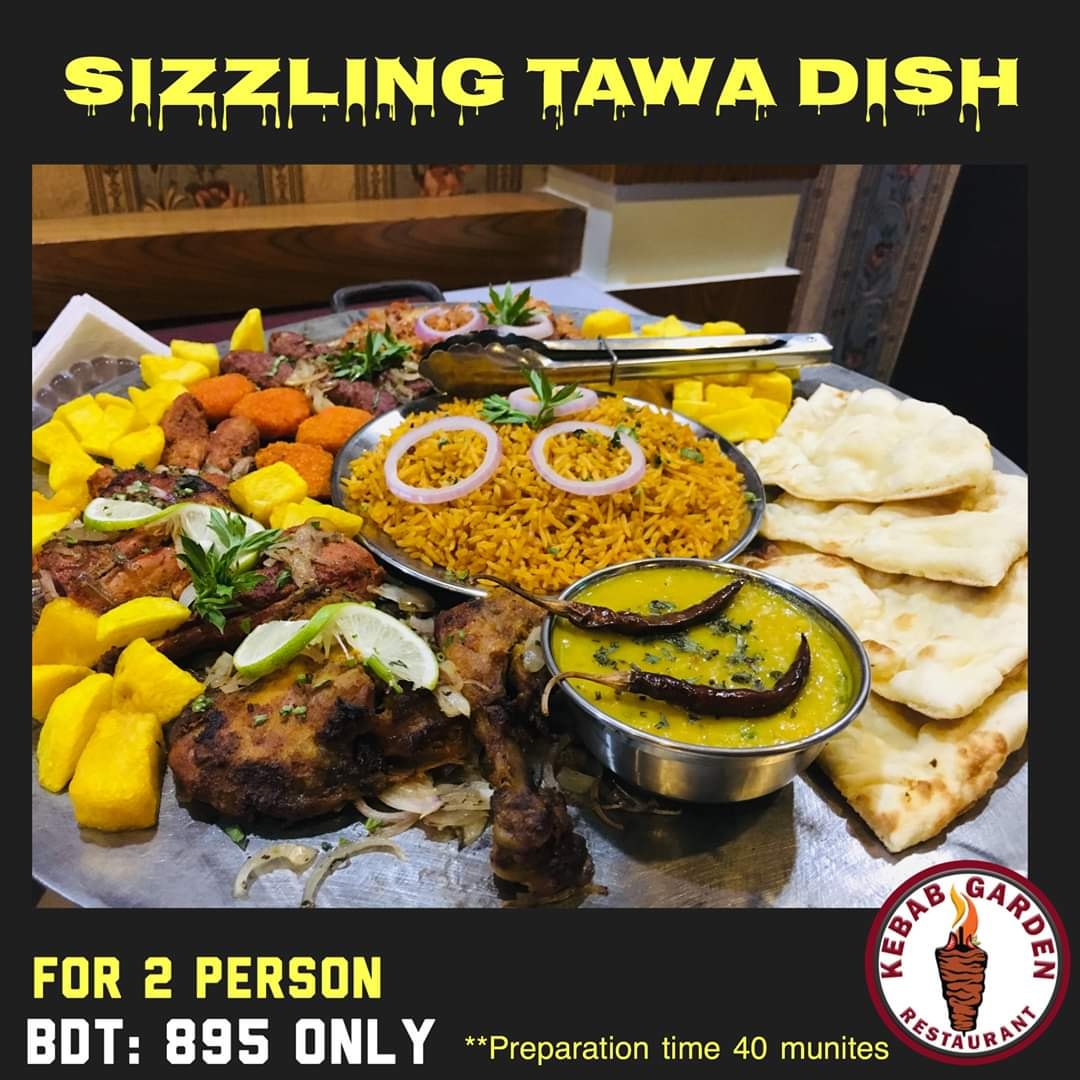 SIZZLING TAWA DISH
FOR 2 PERSON
BDT: 895 ONLY
**Preparation time 40 munites
KEBAB GARDEN
RESTAURANT